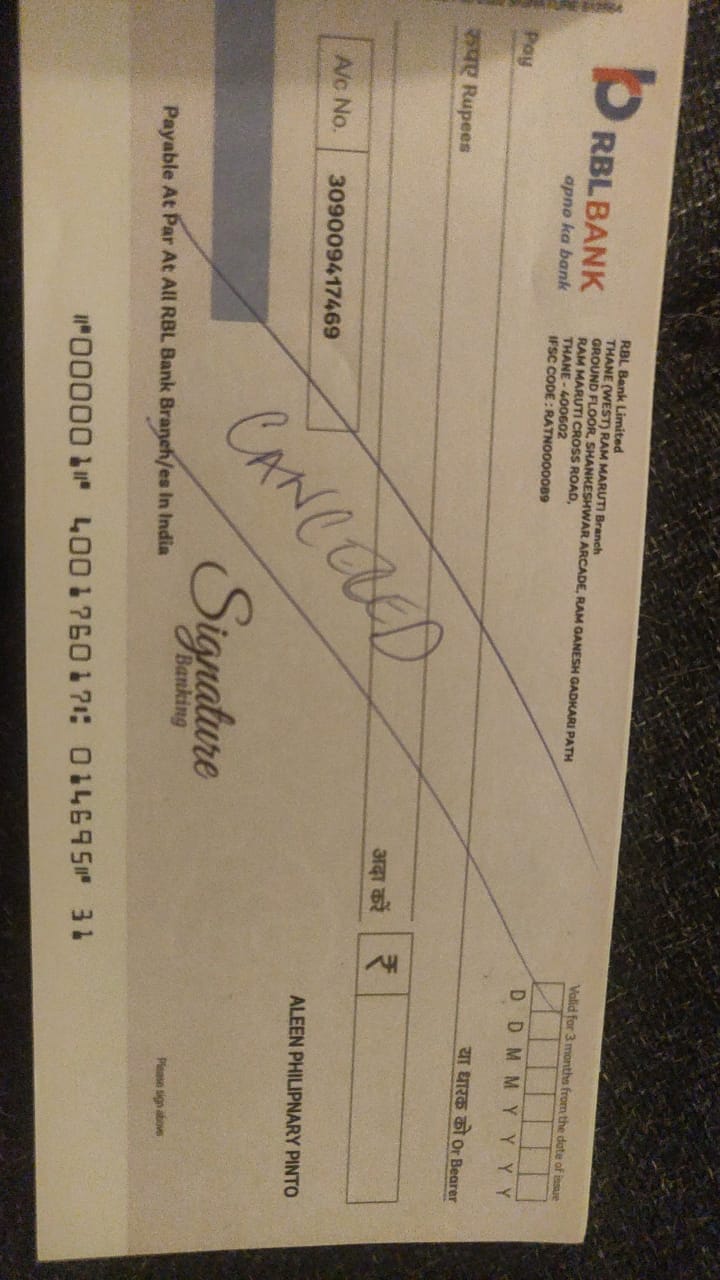 RBL BANK
apno ka bank
RBL Bank Limited
THANE (WEST) RAM MARUTI Branch
GROUND FLOOR, SHANKESHWAR ARCADE, RAM GANESH GADKARI PATH
RAM MARUTI CROSS ROAD,
THANE - 400602
IFSC CODE : RATN0000089
Valid for 3 months from the date of issue
D D M M Y Y Y Y
Pay
या धारक को Or Bearer
रुपए Rupees
अदा करें ₹
A/c No. 309009417469
CANCELLED
ALEEN PHILIPNARY PINTO
Signature
Banking
Payable At Par At All RBL Bank Branch/es In India
Please sign above
⑈000001⑈ 400176017⑆ 014695⑈ 31